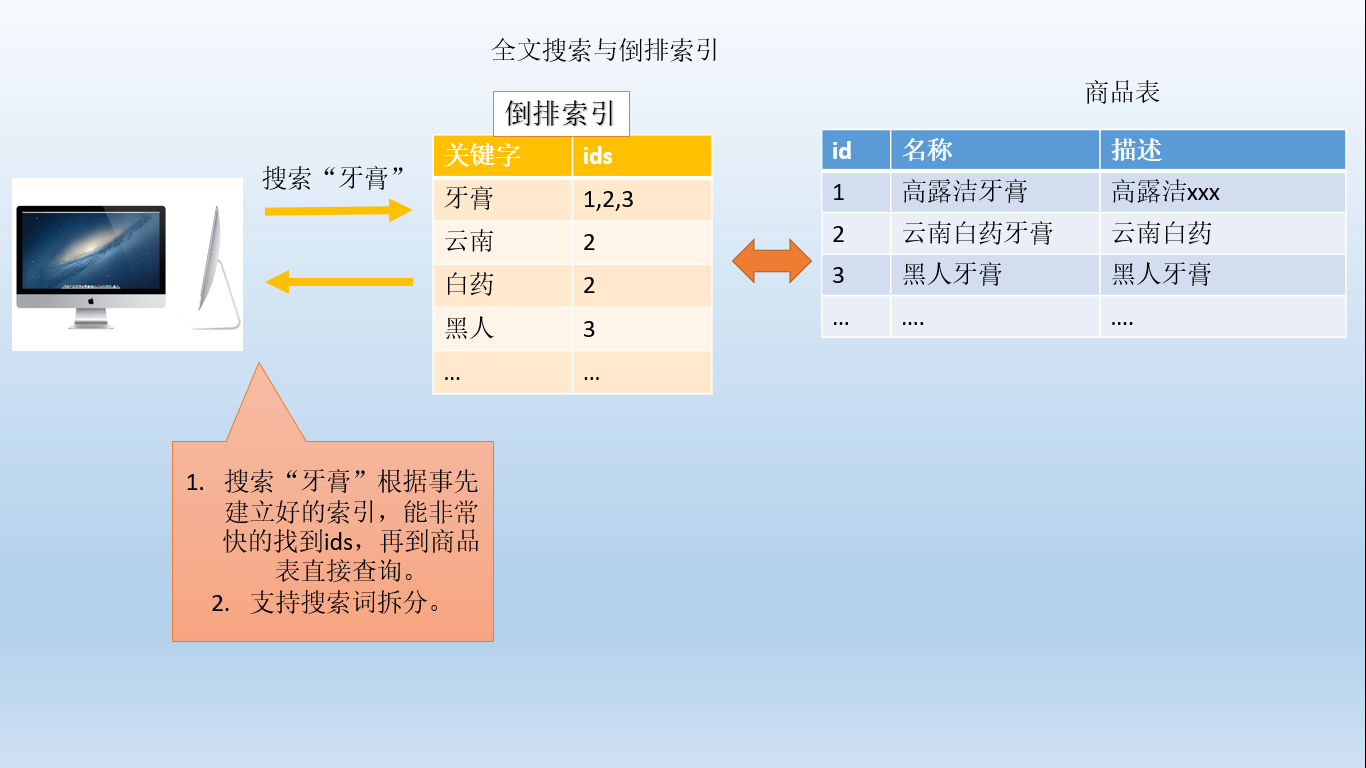 全文搜索与倒排索引
倒排索引
商品表
搜索“牙膏”
关键字 ids
牙膏 1,2,3
云南 2
白药 2
黑人 3
... ...
id 名称 描述
1 高露洁牙膏 高露洁xxx
2 云南白药牙膏 云南白药
3 黑人牙膏 黑人牙膏
... .... ....
1. 搜索“牙膏”根据事先
建立好的索引，能非常
快的找到ids，再到商品
表直接查询。
2. 支持搜索词拆分。